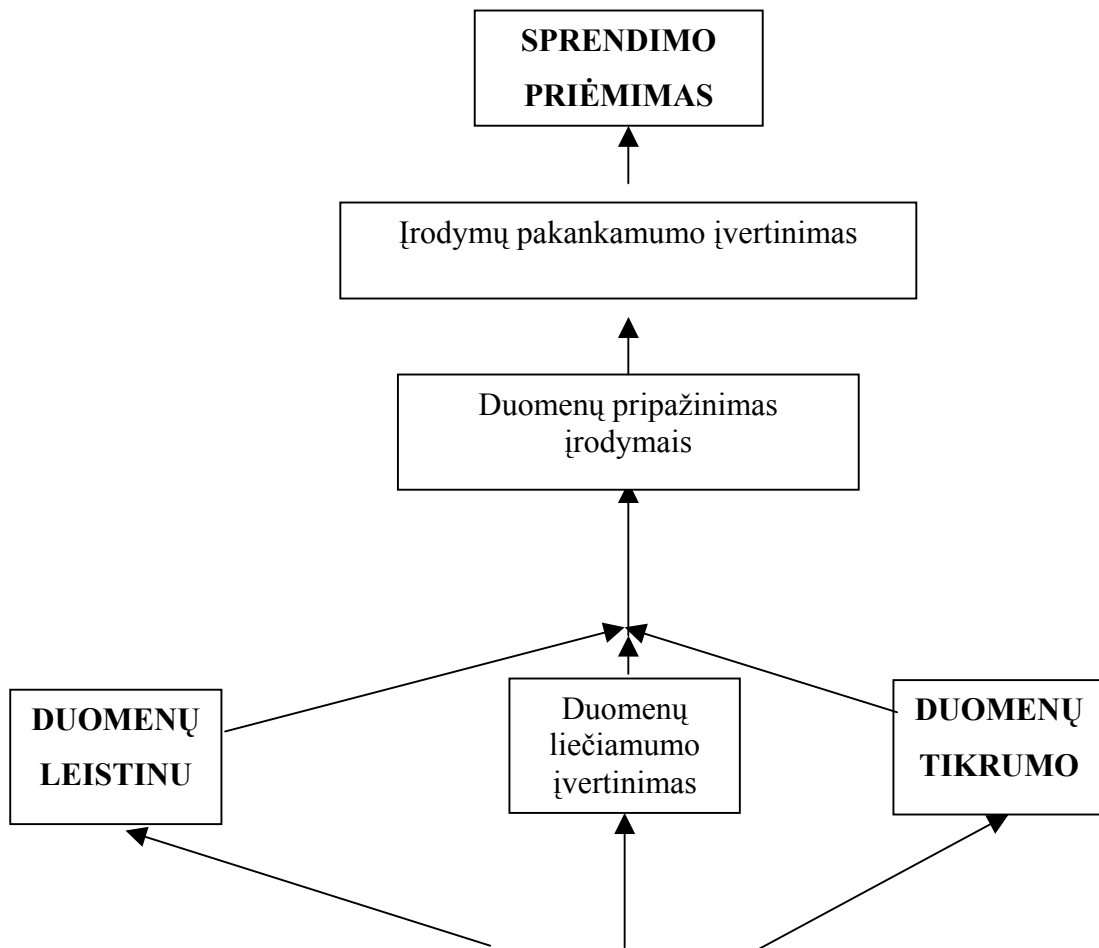 SPRENDIMO
PRIĖMIMAS
Įrodymų pakankamumo įvertinimas
Duomenų pripažinimas
įrodymais
DUOMENŲ
LEISTINU
Duomenų
liečiamumo
įvertinimas
DUOMENŲ
TIKRUMO